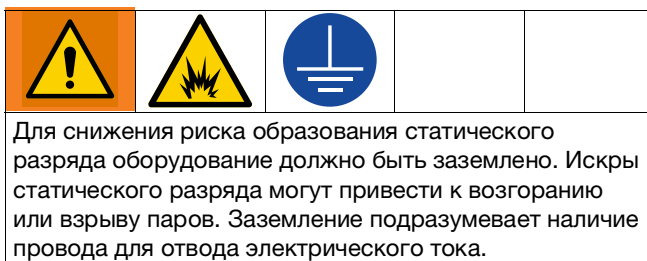 Для снижения риска образования статического
разряда оборудование должно быть заземлено. Искры
статического разряда могут привести к возгоранию
или взрыву паров. Заземление подразумевает наличие
провода для отвода электрического тока.